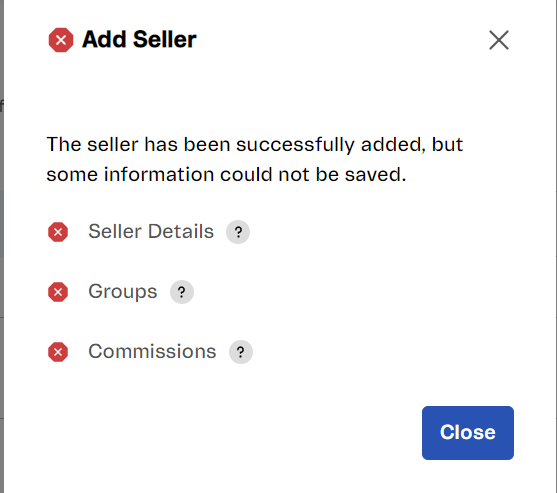 Add Seller
The seller has been successfully added, but
some information could not be saved.
Seller Details ?
Groups ?
Commissions ?
Close